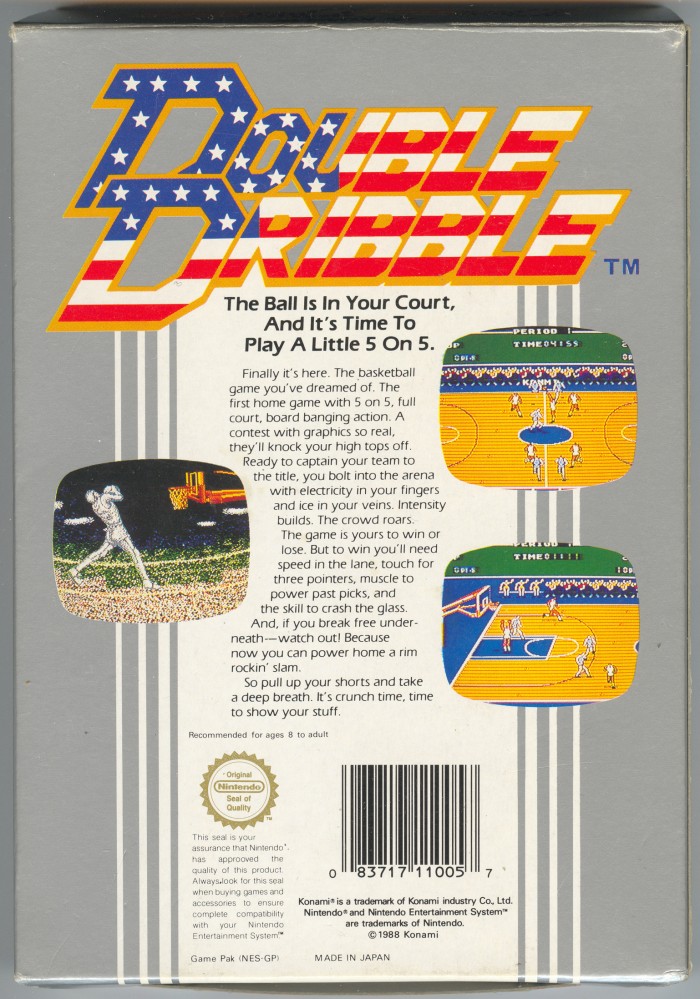 DOUBLE
DRIBBLE™
The Ball Is In Your Court,
And It's Time To
Play A Little 5 On 5.
Finally it's here. The basketball
game you've dreamed of. The
first home game with 5 on 5, full
court, board banging action. A
contest with graphics so real,
they'll knock your high tops off.
Ready to captain your team to
the title, you bolt into the arena
with electricity in your fingers
and ice in your veins. Intensity
builds. The crowd roars.
The game is yours to win or
lose. But to win you'll need
speed in the lane, touch for
three pointers, muscle to
power past picks, and
the skill to crash the glass.
And, if you break free under-
neath—watch out! Because
now you can power home a rim
rockin' slam.
So pull up your shorts and take
a deep breath. It's crunch time, time
to show your stuff.
PERIOD
TIME 04:55
PERIOD
TIME
Recommended for ages 8 to adult
Original
Nintendo
Seal of
Quality
™
This seal is your
assurance that Nintendo®.
has approoved the
quality of this product.
Always look for this seal
when buying games and
accessories to ensure
complete compatibility
with your Nintendo
Entertainment System™
Game Pak (NES-GP) MADE IN JAPAN
0 83717 11005 7
Konami® is a trademark of Konami industry Co., Ltd.
Nintendo® and Nintendo Entertainment System™
are trademarks of Nintendo.
©1988 Konami